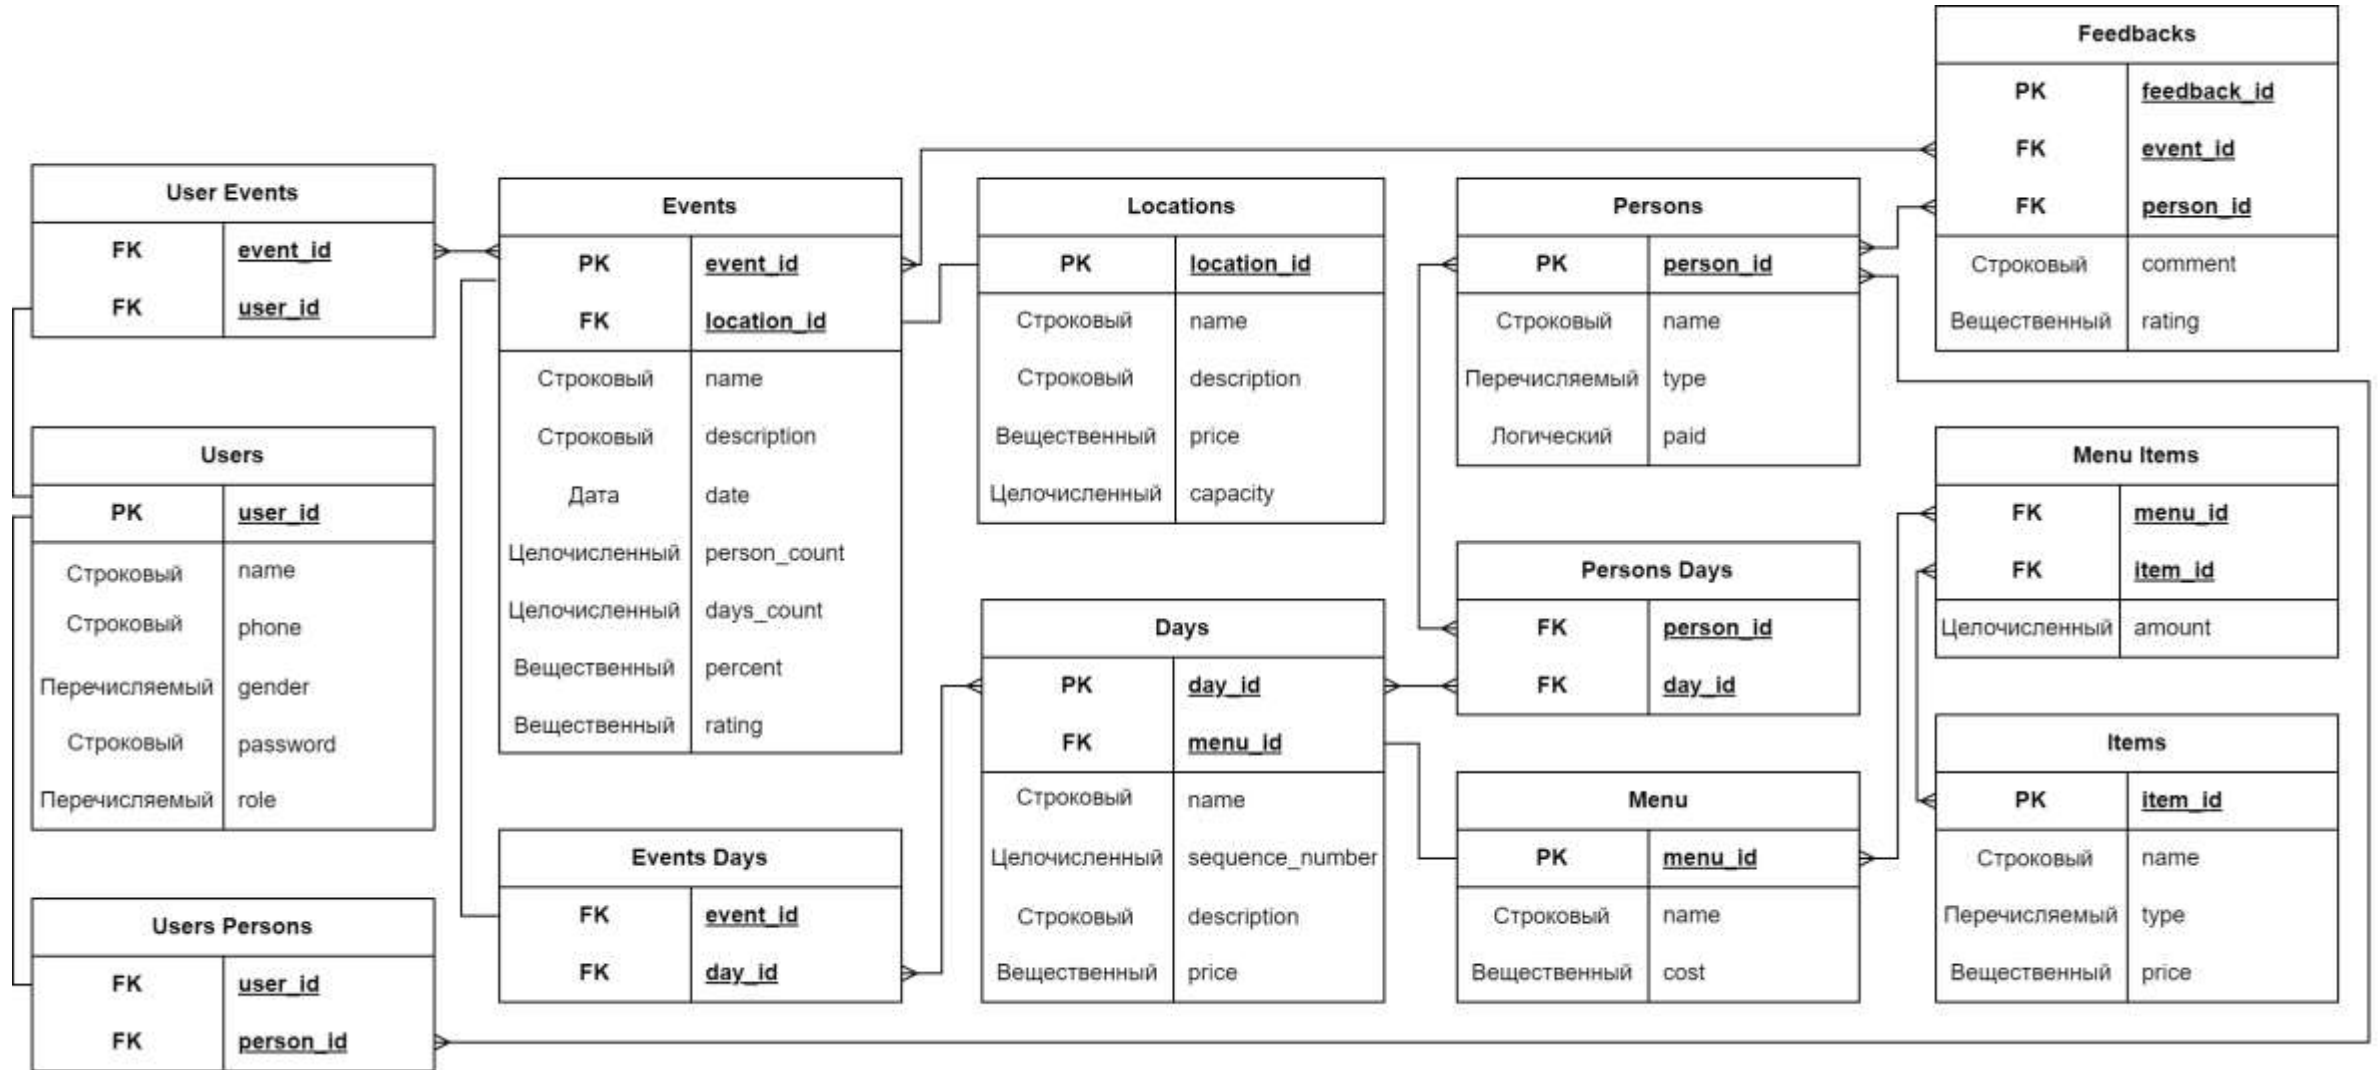 Feedbacks
PK feedback_id
FK event_id
FK person_id
Строковый comment
Вещественный rating
User Events
FK event_id
FK user_id
Events
PK event_id
FK location_id
Строковый name
Строковый description
Дата date
Целочисленный person_count
Целочисленный days_count
Вещественный percent
Вещественный rating
Locations
PK location_id
Строковый name
Строковый description
Вещественный price
Целочисленный capacity
Persons
PK person_id
Строковый name
Перечисляемый type
Логический paid
Users
PK user_id
Строковый name
Строковый phone
Перечисляемый gender
Строковый password
Перечисляемый role
Menu Items
FK menu_id
FK item_id
Целочисленный amount
Persons Days
FK person_id
FK day_id
Days
PK day_id
FK menu_id
Строковый name
Целочисленный sequence_number
Строковый description
Вещественный price
Items
PK item_id
Строковый name
Перечисляемый type
Вещественный price
Menu
PK menu_id
Строковый name
Вещественный cost
Events Days
FK event_id
FK day_id
Users Persons
FK user_id
FK person_id